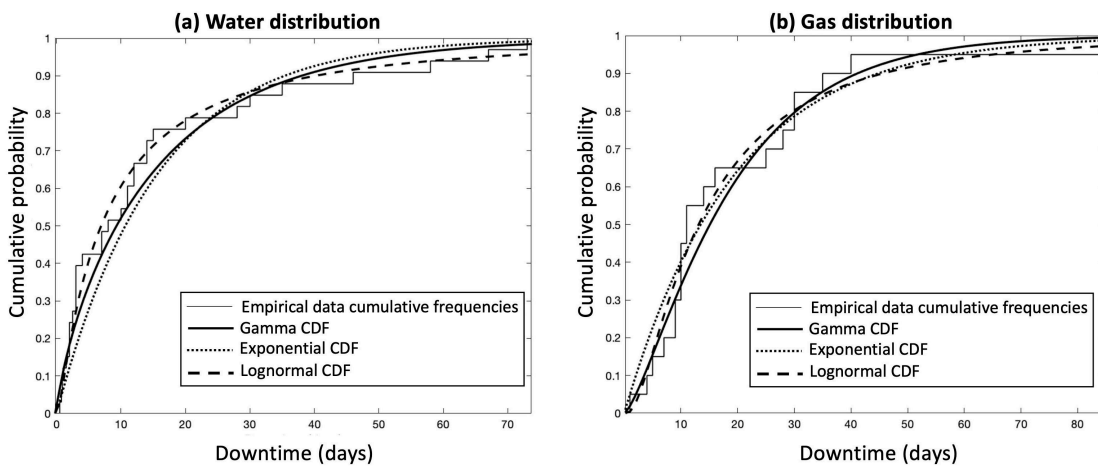 (a) Water distribution
Cumulative probability
1
0.9
0.8
0.7
0.6
0.5
0.4
0.3
0.2
0.1
0
Empirical data cumulative frequencies
Gamma CDF
Exponential CDF
Lognormal CDF
0 10 20 30 40 50 60 70
Downtime (days)
(b) Gas distribution
Cumulative probability
1
0.9
0.8
0.7
0.6
0.5
0.4
0.3
0.2
0.1
0
Empirical data cumulative frequencies
Gamma CDF
Exponential CDF
Lognormal CDF
10 20 30 40 50 60 70 80
Downtime (days)